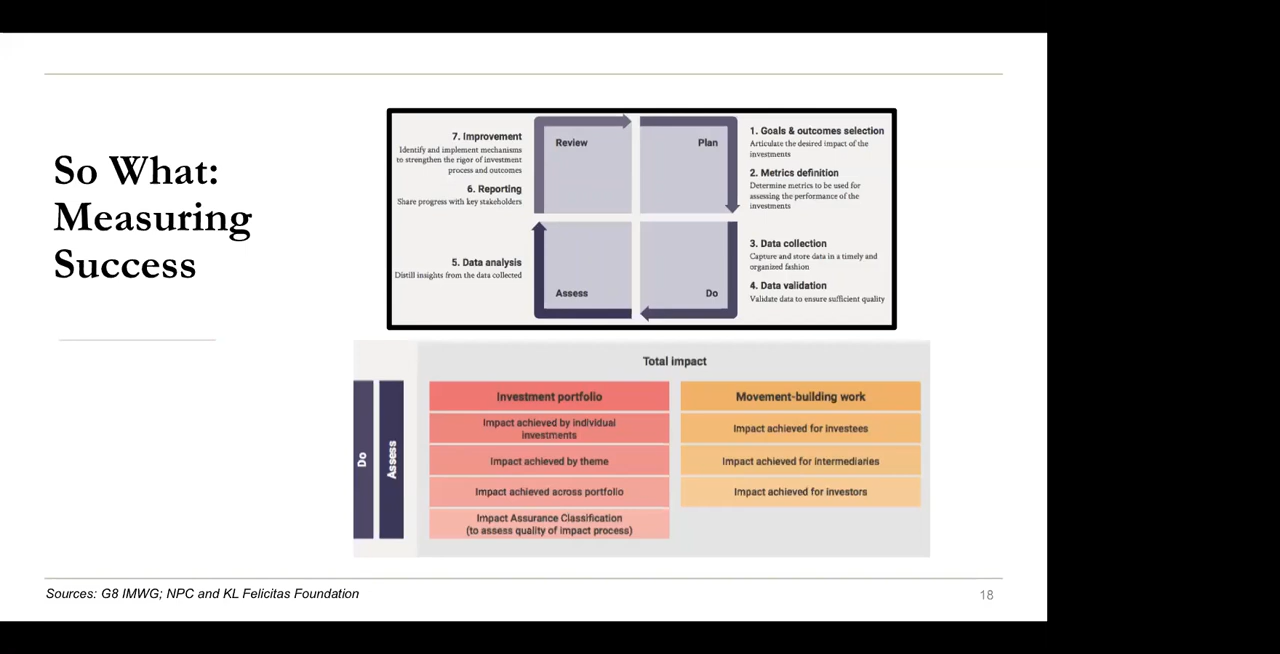 So What:
Measuring
Success
7. Improvement
Identify and implement mechanisms
to strengthen the rigor of investment
process and outcomes
6. Reporting
Share progress with key stakeholders
5. Data analysis
Distill insights from the data collected
Review
Plan
Assess
Do
1. Goals & outcomes selection
Articulate the desired impact of the
investments
2. Metrics definition
Determine metrics to be used for
assessing the performance of the
investments
3. Data collection
Capture and store data in a timely and
organized fashion
4. Data validation
Validate data to ensure sufficient quality
Do
Assess
Total impact
Investment portfolio
Impact achieved by individual
investments
Impact achieved by theme
Impact achieved across portfolio
Impact Assurance Classification
(to assess quality of impact process)
Movement-building work
Impact achieved for investees
Impact achieved for intermediaries
Impact achieved for investors
Sources: G8 IMWG; NPC and KL Felicitas Foundation
18